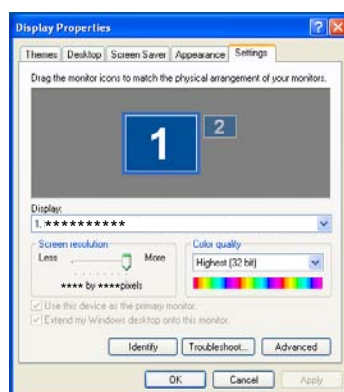 Display Properties
Themes Desktop Screen Saver Appearance Settings
Drag the monitor icons to match the physical arrangement of your monitors.
1 2
Display:
1. **********
Screen resolution
Less More
**** by ****pixels
Color quality
Highest (32 bit)
Use this device as the primary monitor.
Extend my Windows desktop onto this monitor.
Identify Troubleshoot... Advanced
OK Cancel Apply